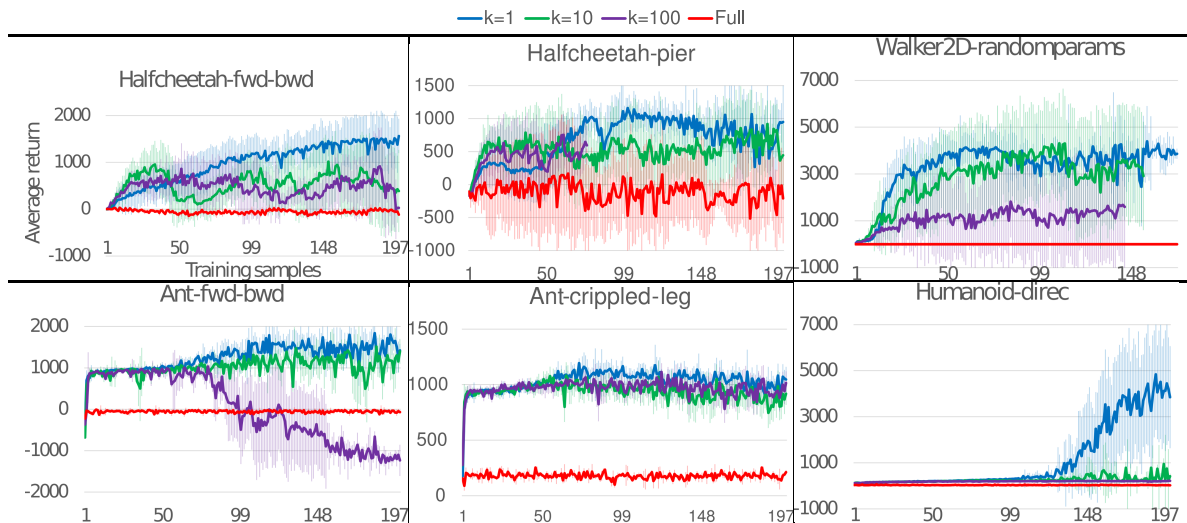 k=1 k=10 k=100 Full
Halfcheetah-fwd-bwd
Average return
2000
1000
0
-1000
1 50 99 148 197
Training samples
Halfcheetah-pier
1500
1000
500
0
-500
-1000
1 50 99 148 197
Walker2D-randomparams
7000
5000
3000
1000
-1000
1 50 99 148
Ant-fwd-bwd
2000
1000
0
-1000
-2000
1 50 99 148 197
Ant-crippled-leg
1500
1000
500
0
1 50 99 148 197
Humanoid-direc
7000
5000
3000
1000
-1000
1 50 99 148 197